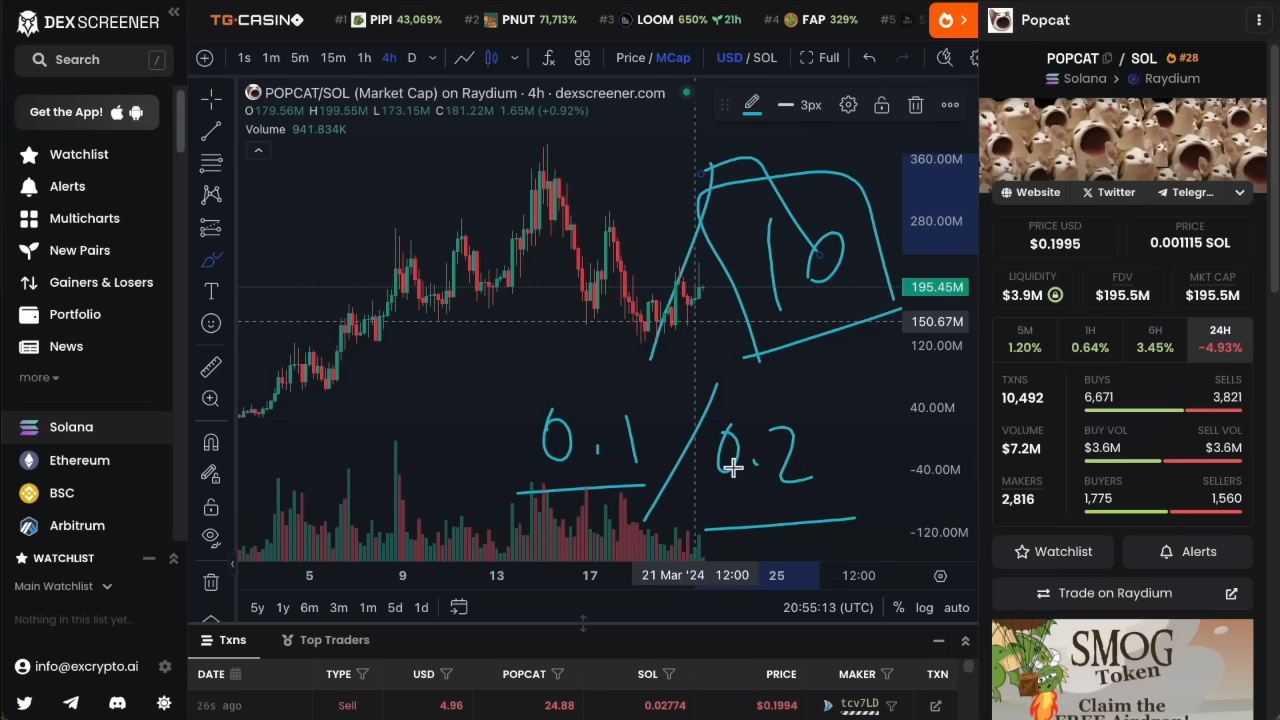 DEX SCREENER
Search /
Get the App!
Watchlist
Alerts
Multicharts
New Pairs
Gainers & Losers
Portfolio
News
more
Solana
Ethereum
BSC
Arbitrum
WATCHLIST
Main Watchlist
Nothing in this list yet...
info@excrypto.ai
TG.CASINO #1 PIPI 43,069% #2 PNUT 71,713% #3 LOOM 650% 21h #4 FAP 329% #5
1s 1m 5m 15m 1h 4h D Price / MCap USD / SOL Full
POPCAT/SOL (Market Cap) on Raydium · 4h · dexscreener.com
O179.56M H199.55M L173.15M C181.22M 1.65M (+0.92%)
Volume 941.834K
3px
360.00M
280.00M
195.45M
150.67M
120.00M
40.00M
-40.00M
-120.00M
10
0.1 / 0.2
5 9 13 17 21 Mar '24 12:00 25 12:00
5y 1y 6m 3m 1m 5d 1d 20:55:13 (UTC) % log auto
Txns Top Traders
DATE TYPE USD POPCAT SOL PRICE MAKER TXN
26s ago Sell 4.96 24.88 0.02774 $0.1994 tcv7LD
Popcat
POPCAT / SOL #28
Solana > Raydium
Website Twitter Telegr...
PRICE USD PRICE
$0.1995 0.001115 SOL
LIQUIDITY FDV MKT CAP
$3.9M $195.5M $195.5M
5M 1H 6H 24H
1.20% 0.64% 3.45% -4.93%
TXNS BUYS SELLS
10,492 6,671 3,821
VOLUME BUY VOL SELL VOL
$7.2M $3.6M $3.6M
MAKERS BUYERS SELLERS
2,816 1,775 1,560
Watchlist Alerts
Trade on Raydium
SMOG
Token
Claim the